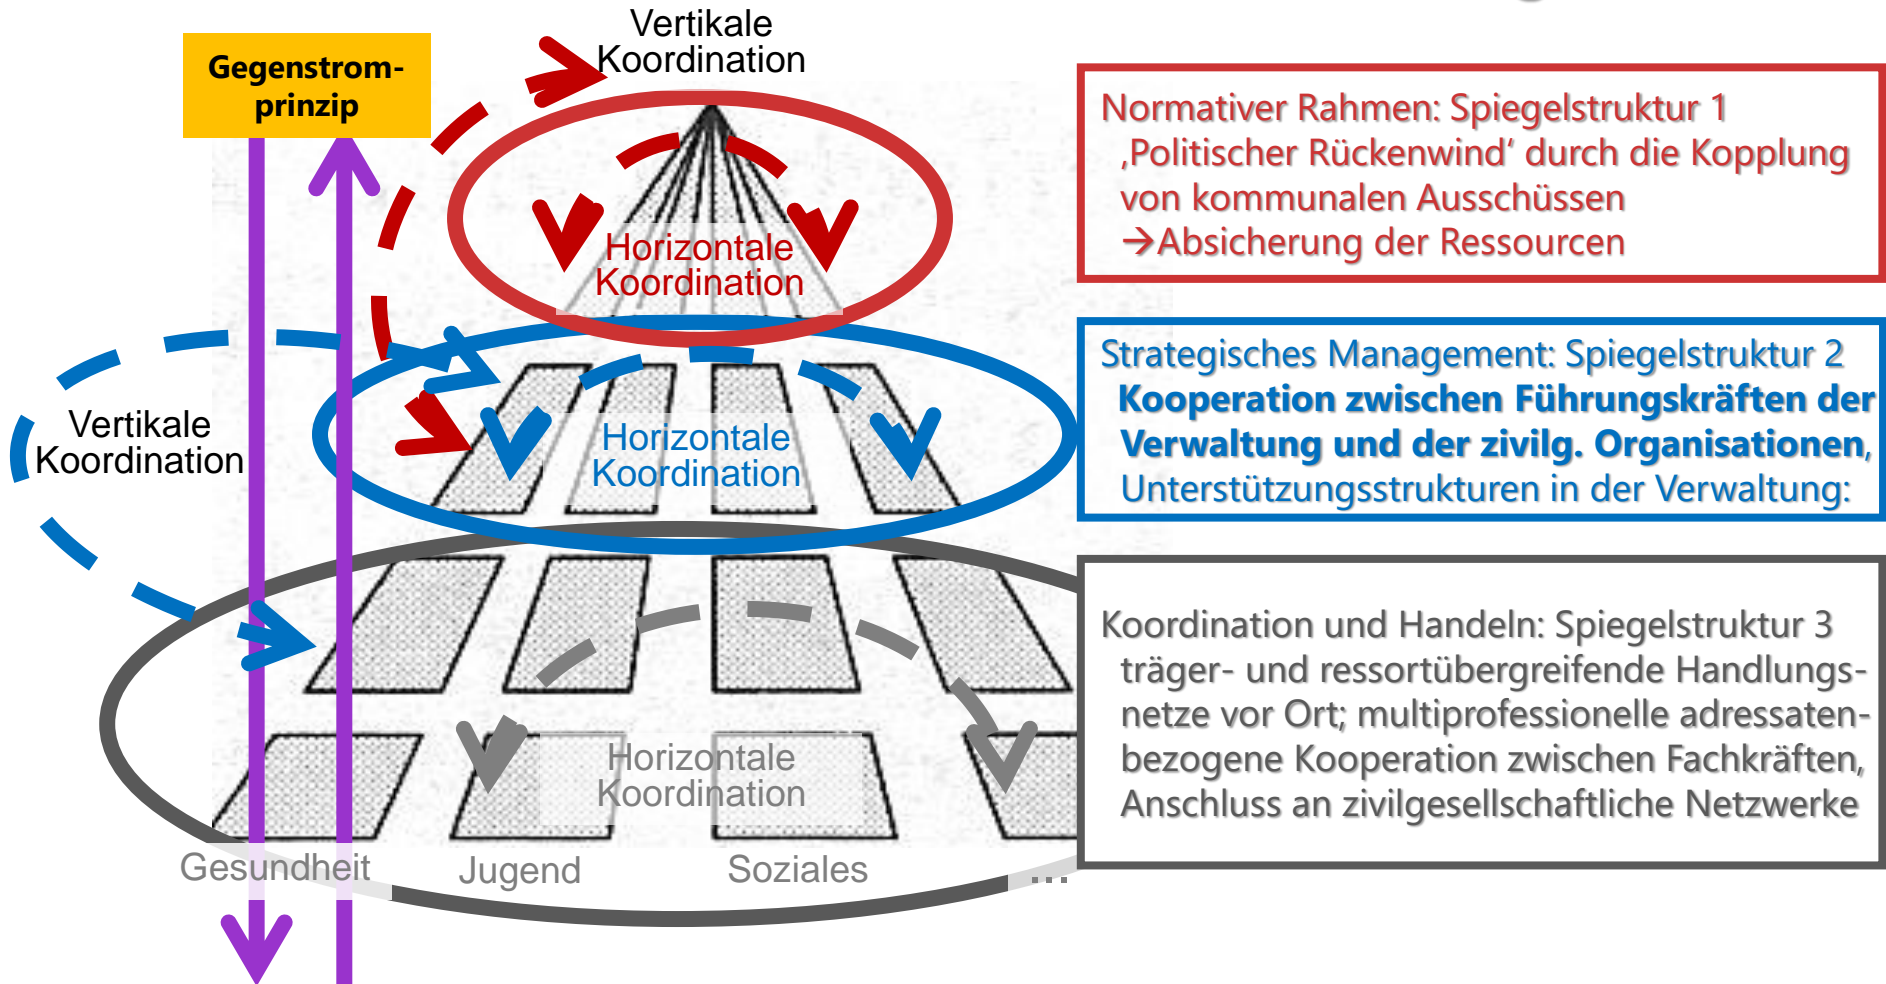 Vertikale
Koordination
Gegenstrom-
prinzip
Normativer Rahmen: Spiegelstruktur 1
‚Politischer Rückenwind‘ durch die Kopplung
von kommunalen Ausschüssen
→Absicherung der Ressourcen
Horizontale
Koordination
Strategisches Management: Spiegelstruktur 2
Kooperation zwischen Führungskräften der
Verwaltung und der zivilg. Organisationen,
Unterstützungsstrukturen in der Verwaltung:
Vertikale
Koordination
Horizontale
Koordination
Koordination und Handeln: Spiegelstruktur 3
träger- und ressortübergreifende Handlungs-
netze vor Ort; multiprofessionelle adressaten-
bezogene Kooperation zwischen Fachkräften,
Anschluss an zivilgesellschaftliche Netzwerke
Horizontale
Koordination
Gesundheit
Jugend
Soziales
...